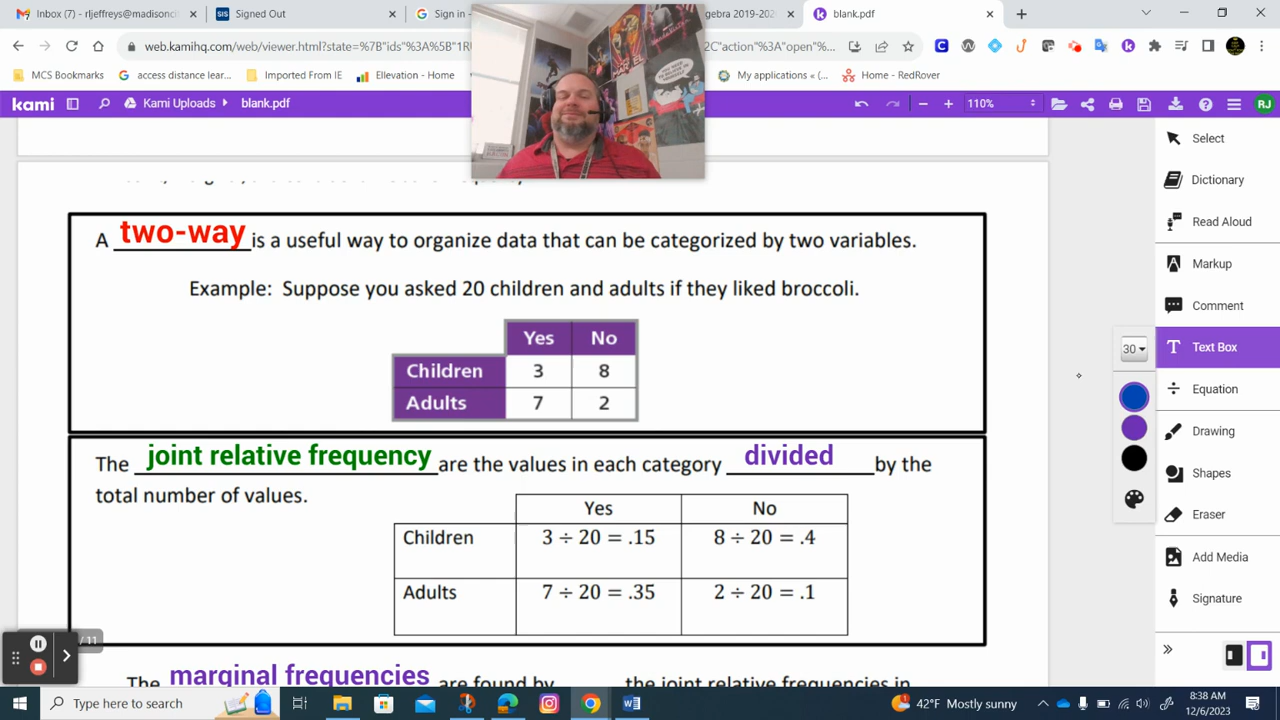 Inbox (7) - rljeffreys@madisoncit
SIS Signed Out
Sign in -
gebra 2019-202
blank.pdf
web.kamihq.com/web/viewer.html?state=%7B"ids"%3A%5B"1RU
2C"action"%3A"open"%...
MCS Bookmarks
access distance lear...
Imported From IE
Ellevation - Home
My applications « (...
Home - RedRover
kami
Kami Uploads
blank.pdf
110%
RJ
A two-way is a useful way to organize data that can be categorized by two variables.
Example: Suppose you asked 20 children and adults if they liked broccoli.
Yes No
Children 3 8
Adults 7 2
The joint relative frequency are the values in each category divided by the
total number of values.
Yes No
Children 3 ÷ 20 = .15 8 ÷ 20 = .4
Adults 7 ÷ 20 = .35 2 ÷ 20 = .1
The marginal frequencies are found by the joint relative frequencies in
/ 11
Select
Dictionary
Read Aloud
Markup
Comment
Text Box
30
Equation
Drawing
Shapes
Eraser
Add Media
Signature
Type here to search
42°F Mostly sunny
8:38 AM
12/6/2023